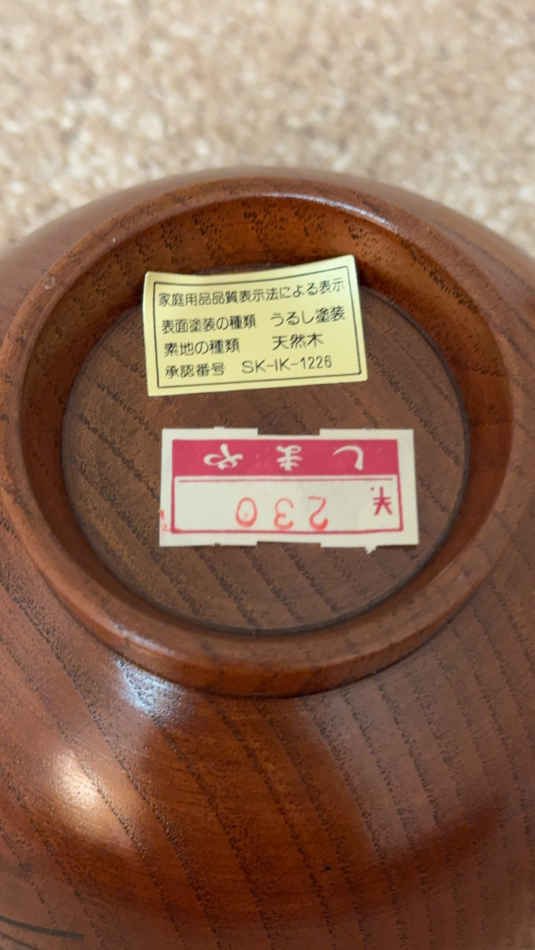 家庭用品品質表示法による表示
表面塗装の種類 うるし塗装
素地の種類 天然木
承認番号 SK-IK-1226
しまや
¥ 230